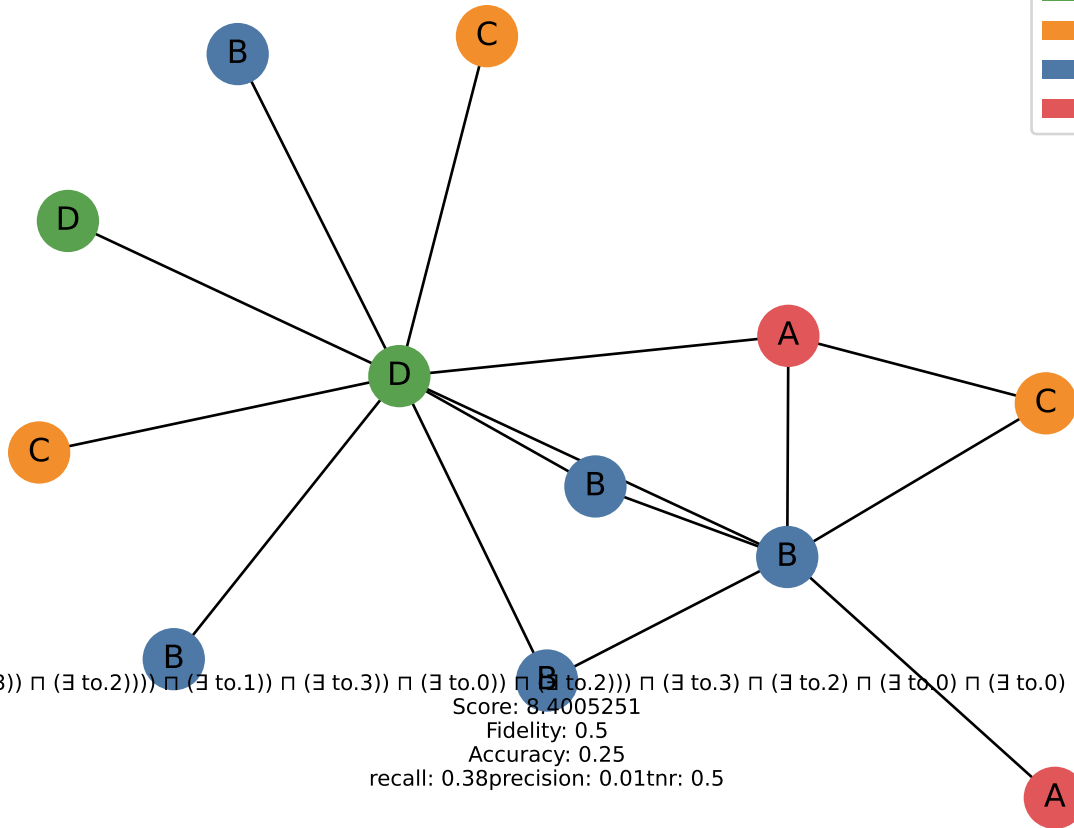 B
C
D
D
A
C
C
B
B
B
B
3)) ⊓ (∃ to.2)))) ⊓ (∃ to.1)) ⊓ (∃ to.3)) ⊓ (∃ to.0)) ⊓ (∃ to.2))) ⊓ (∃ to.3) ⊓ (∃ to.2) ⊓ (∃ to.0) ⊓ (∃ to.0)
Score: 8.4005251
Fidelity: 0.5
Accuracy: 0.25
recall: 0.38precision: 0.01tnr: 0.5
A